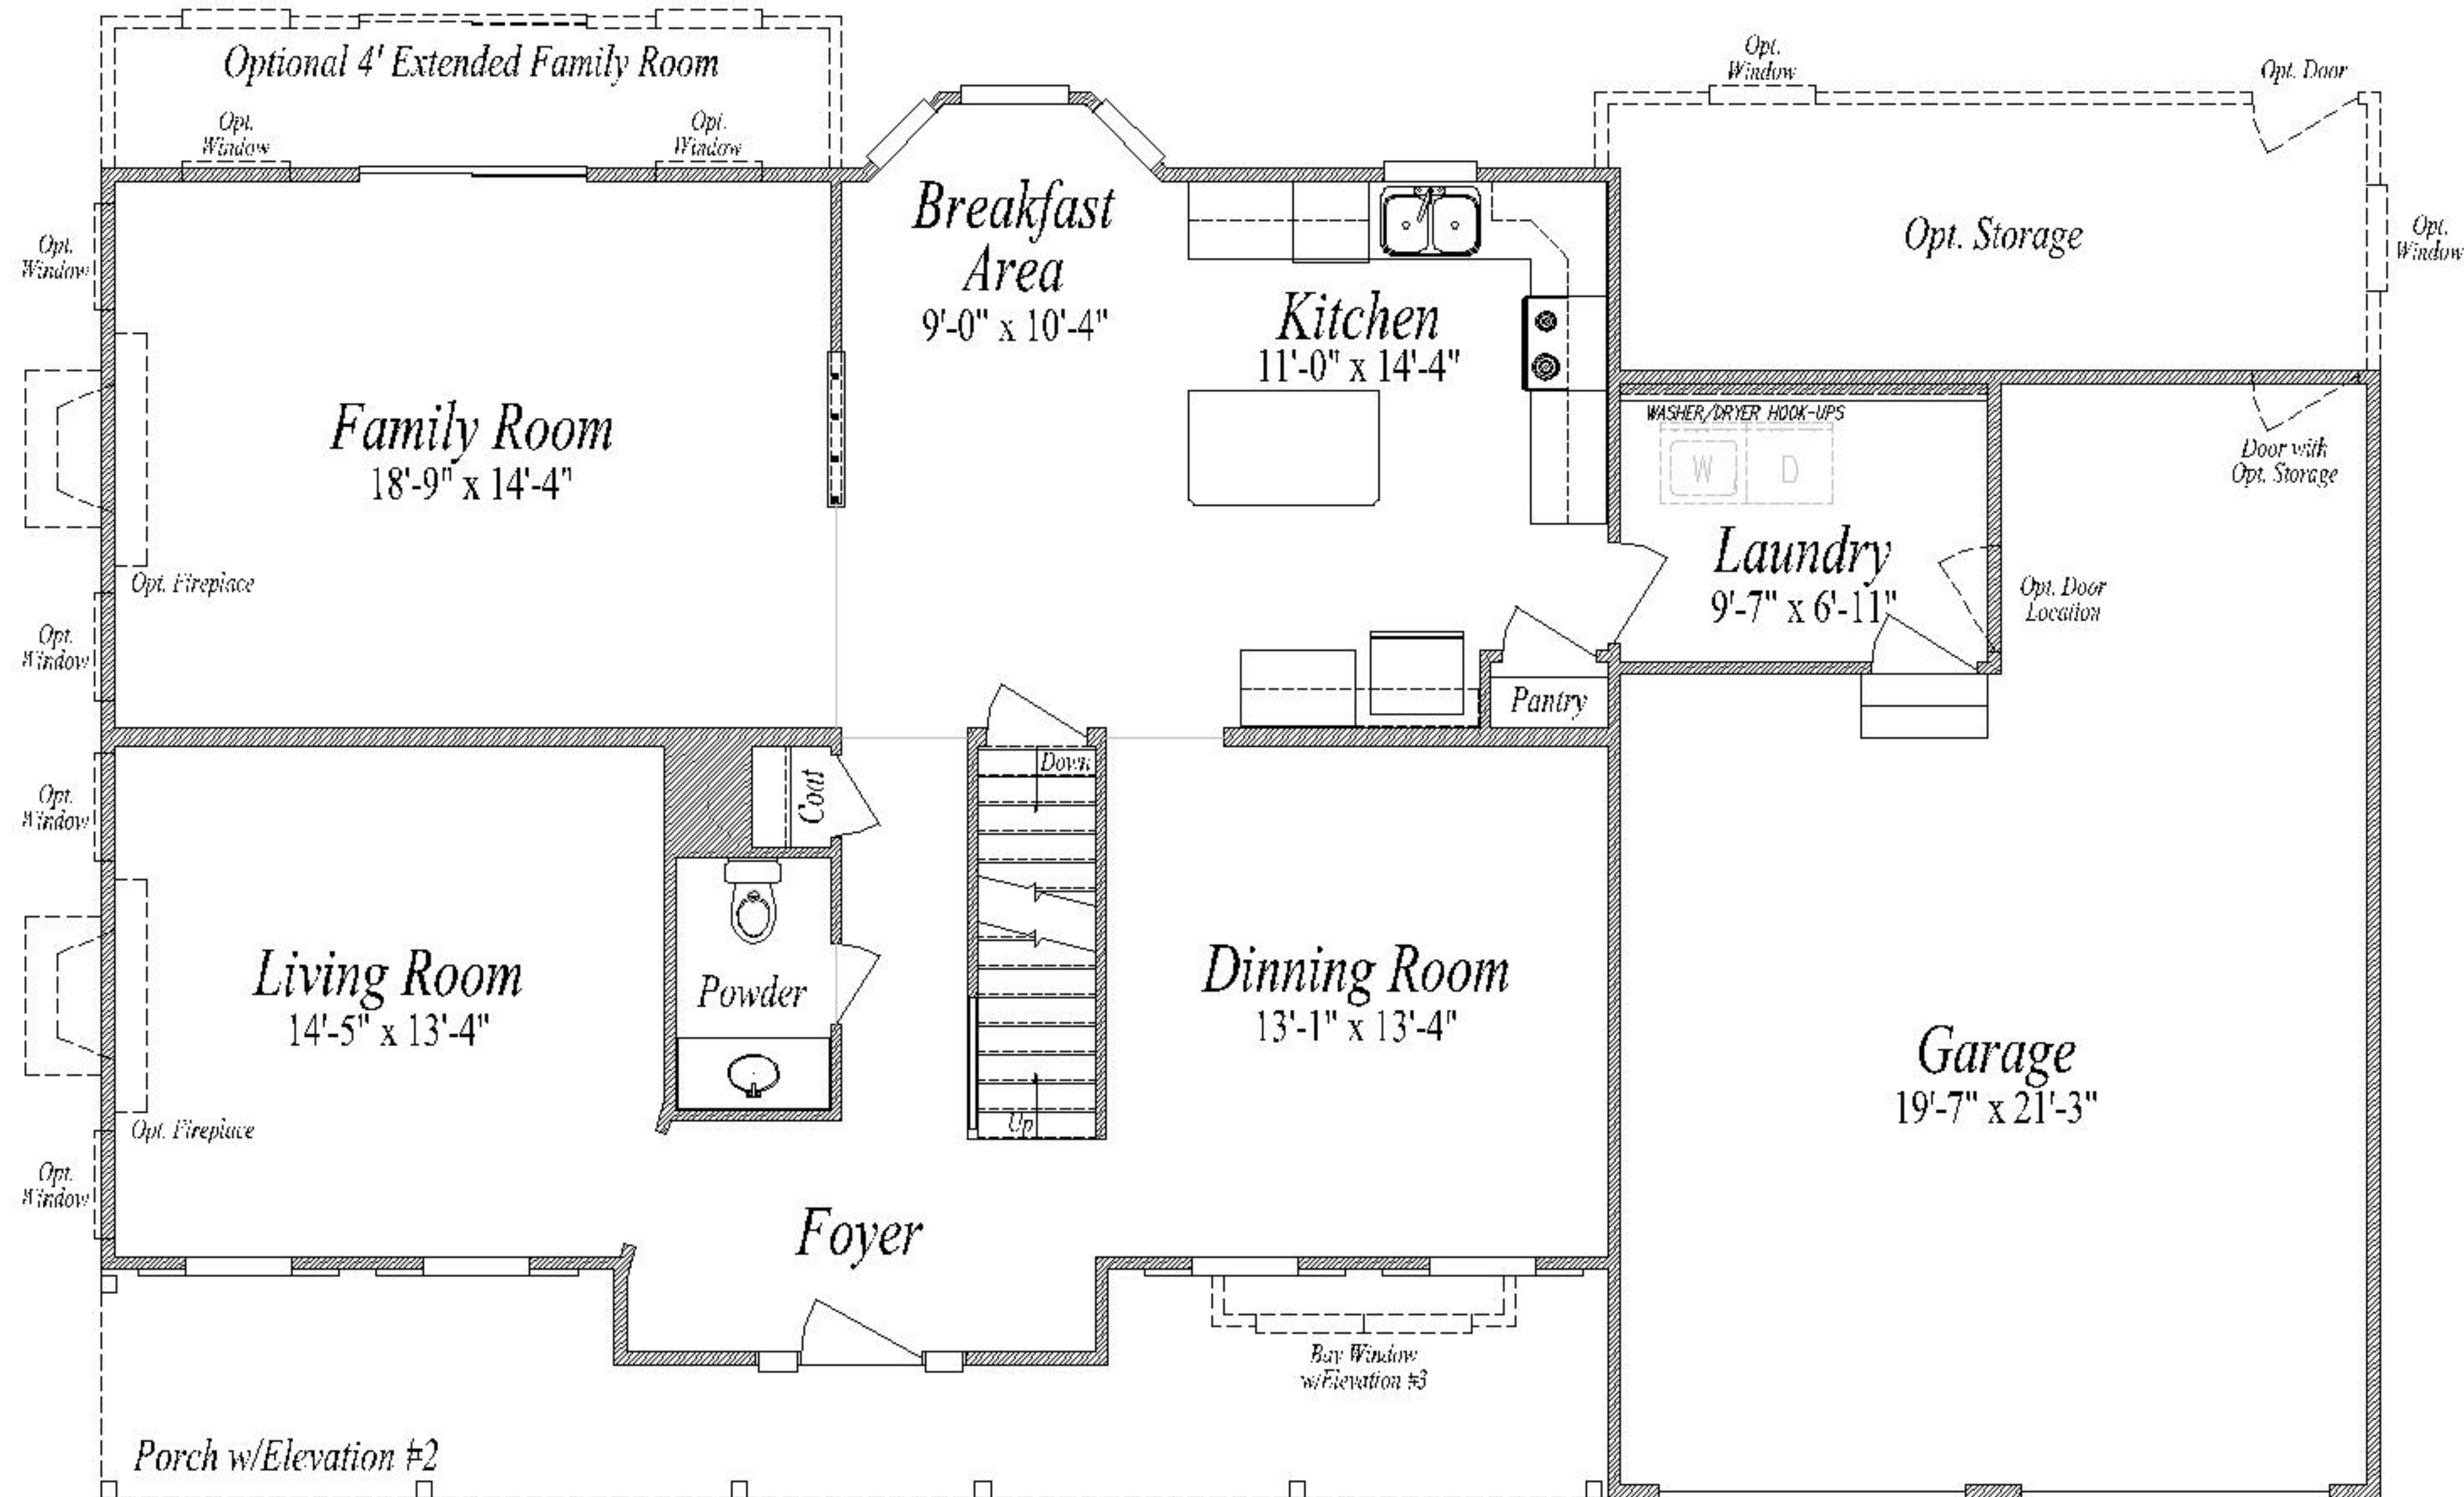 Optional 4' Extended Family Room
Opt.
Window
Opt.
Window
Opt.
Window
Opt. Door
Opt.
Window
Breakfast
Area
9'-0" x 10'-4"
Kitchen
11'-0" x 14'-4"
Opt. Storage
Opt.
Window
Family Room
18'-9" x 14'-4"
WASHER/DRYER HOOK-UPS
W
D
Door with
Opt. Storage
Laundry
9'-7" x 6'-11"
Opt. Door
Location
Opt. Fireplace
Opt.
Window
Pantry
Down
Coat
Opt.
Window
Living Room
14'-5" x 13'-4"
Powder
Dinning Room
13'-1" x 13'-4"
Garage
19'-7" x 21'-3"
Up
Opt. Fireplace
Opt.
Window
Foyer
Bay Window
w/Elevation #3
Porch w/Elevation #2